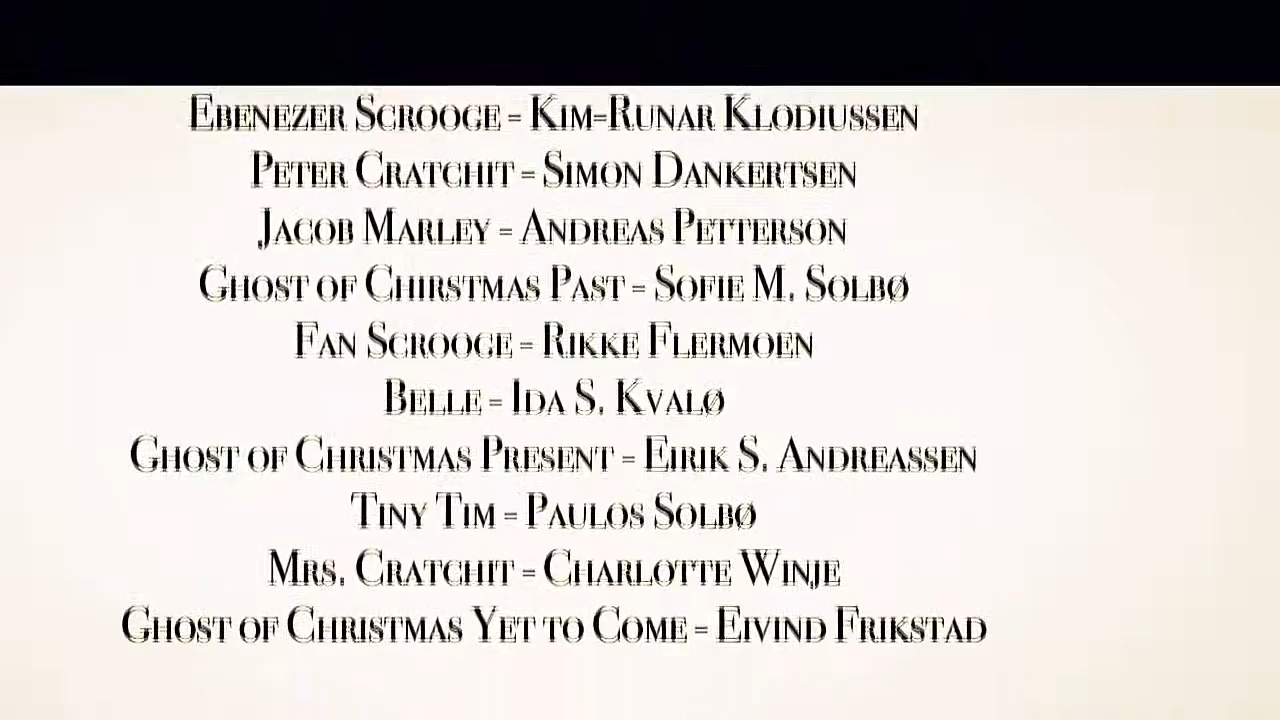 Ebenezer Scrooge = Kim-Runar Klodiussen
Peter Cratchit = Simon Dankertsen
Jacob Marley = Andreas Petterson
Ghost of Chirstmas Past = Sofie M. Solbø
Fan Scrooge = Rikke Flermoen
Belle = Ida S. Kvalø
Ghost of Christmas Present = Eirik S. Andreassen
Tiny Tim = Paulos Solbø
Mrs. Cratchit = Charlotte Winje
Ghost of Christmas Yet to Come = Eivind Frikstad